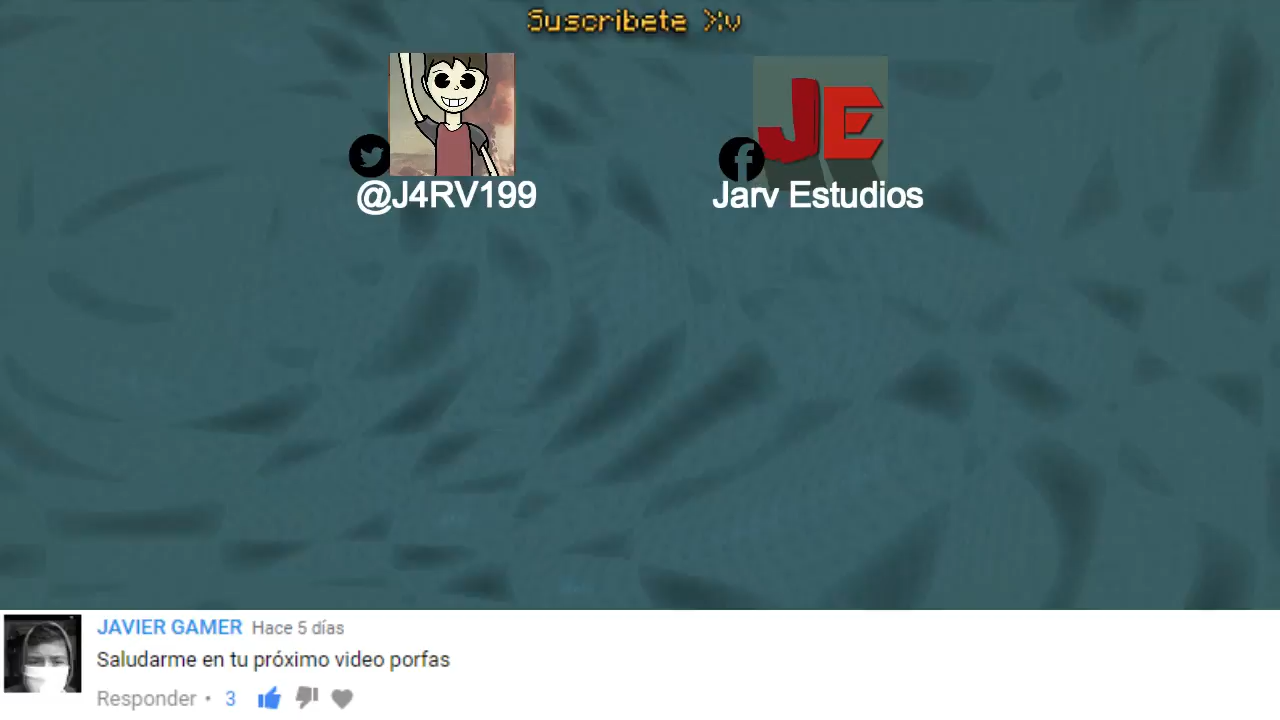 Suscribete X:v
JE
@J4RV199
Jarv Estudios
JAVIER GAMER Hace 5 días
Saludarme en tu próximo video porfas
Responder • 3